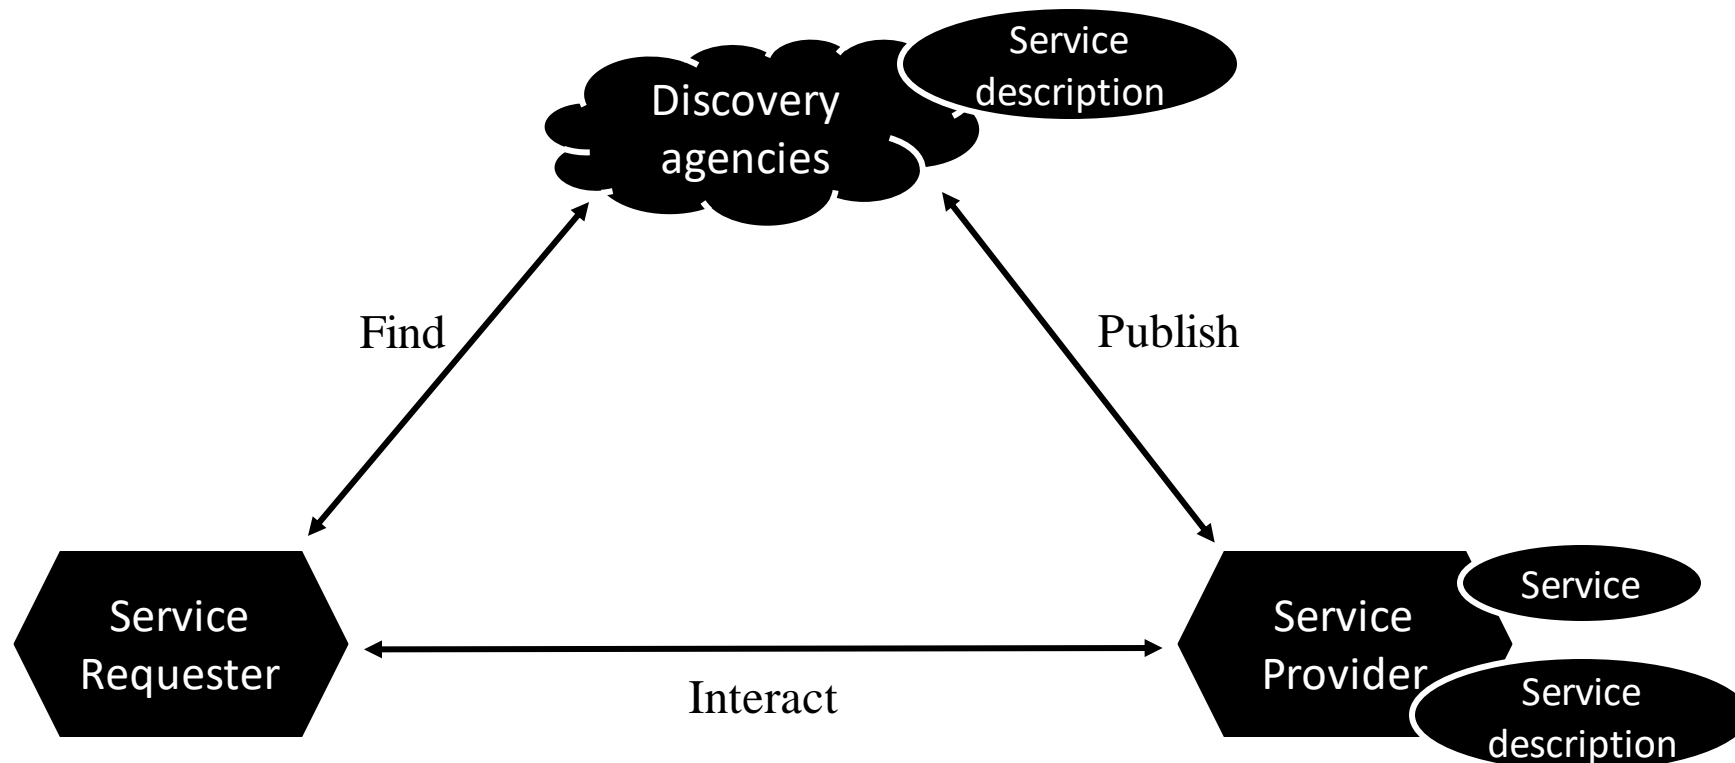 Service
description
Discovery
agencies
Find
Publish
Service
Requester
Interact
Service
Provider
Service
Service
description